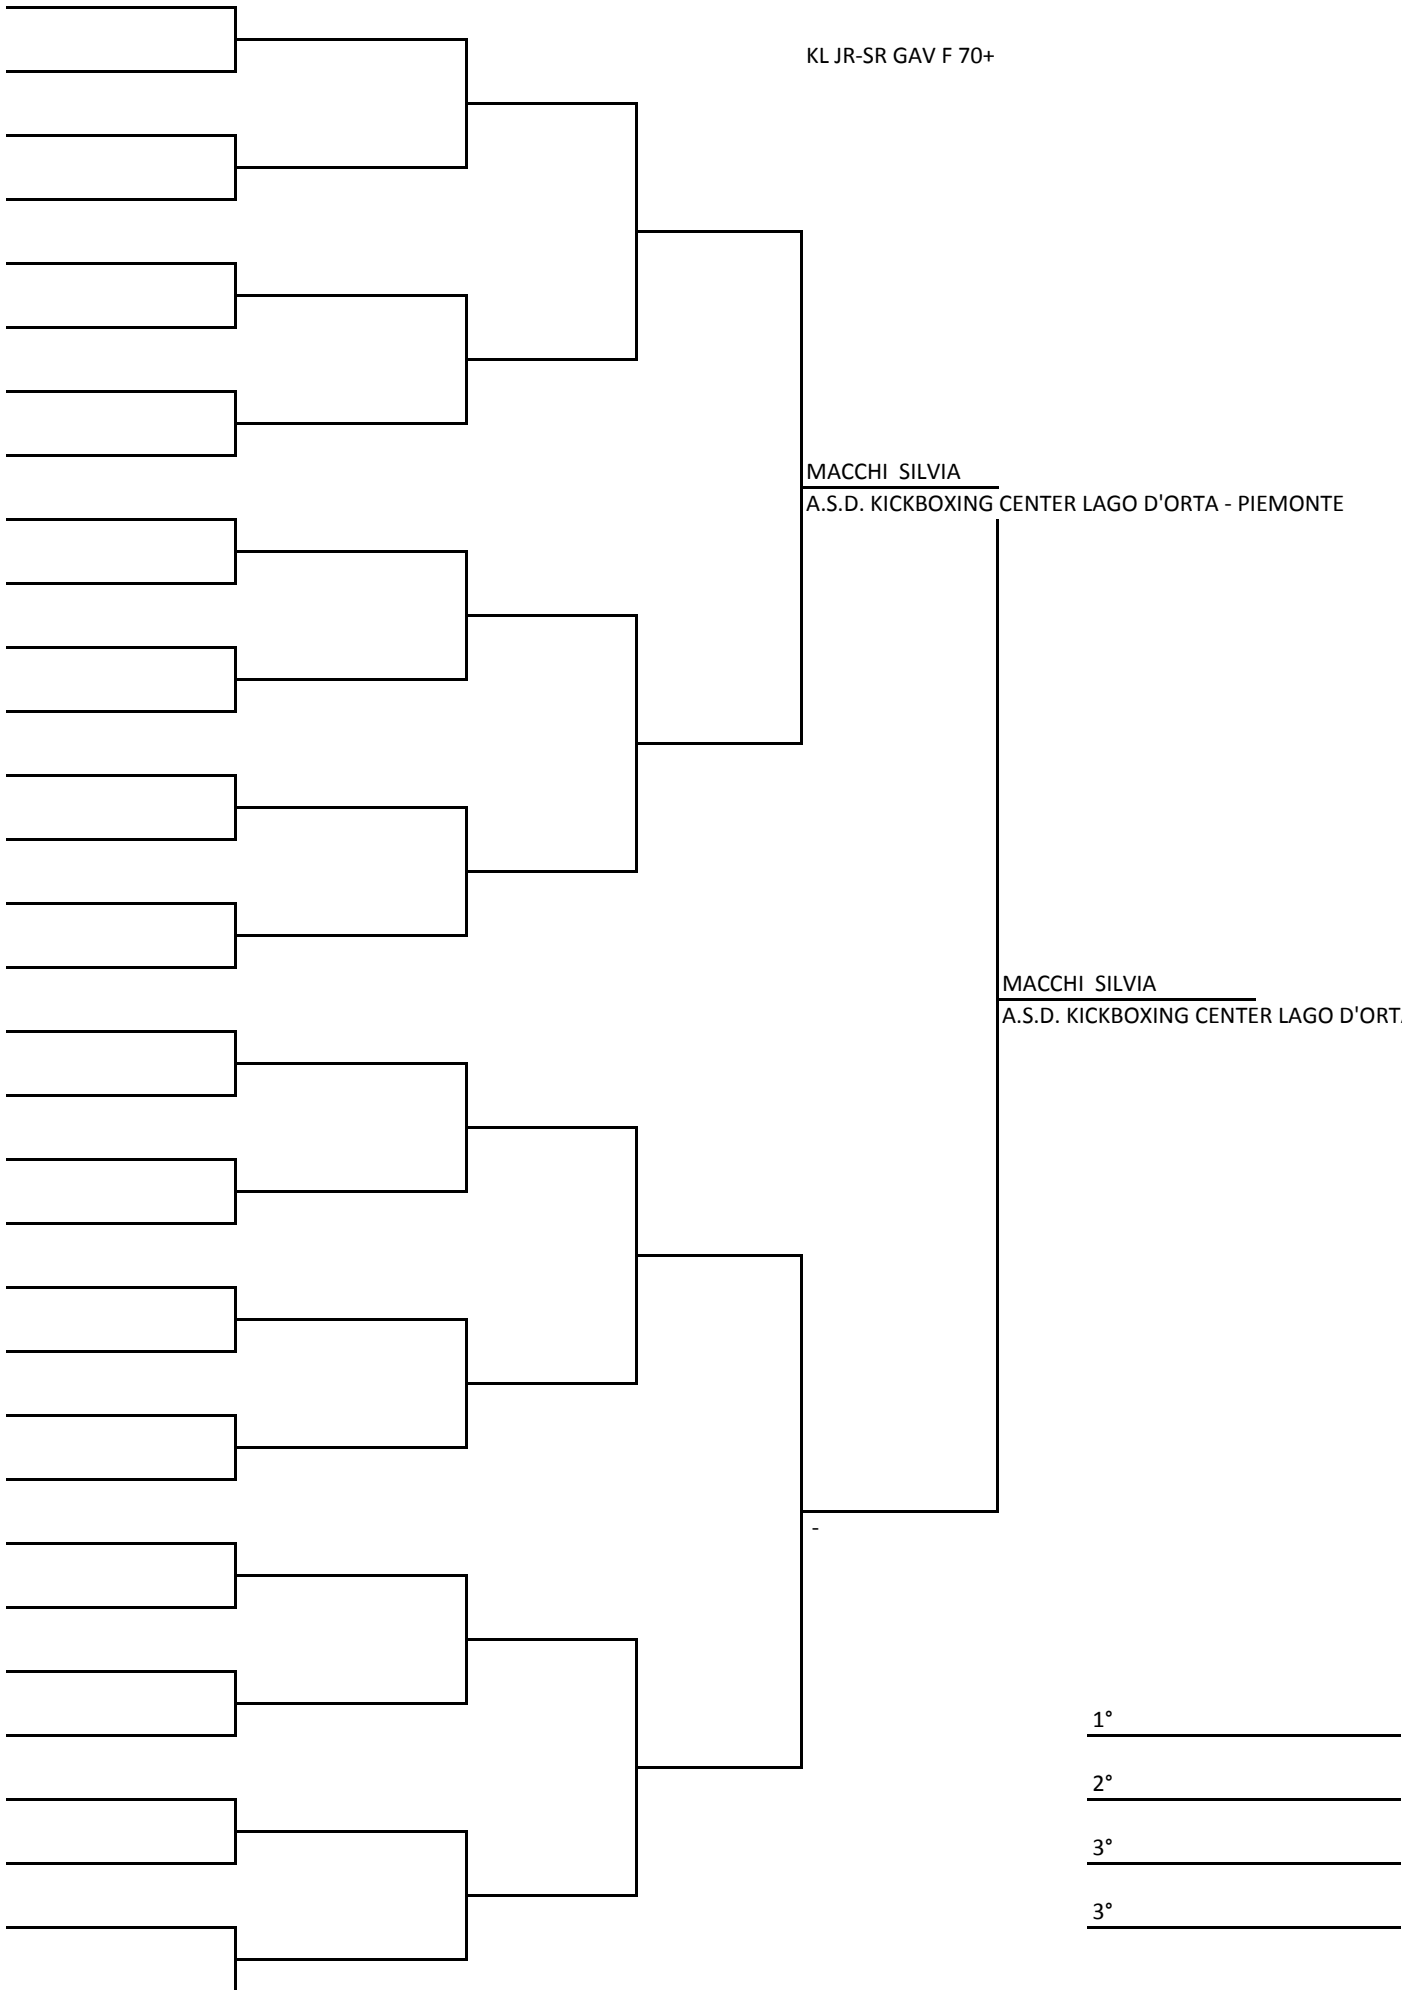 KL JR-SR GAV F 70+
MACCHI  SILVIA
A.S.D. KICKBOXING CENTER LAGO D'ORTA - PIEMONTE
MACCHI  SILVIA
A.S.D. KICKBOXING CENTER LAGO D'ORTA
-
1°
2°
3°
3°